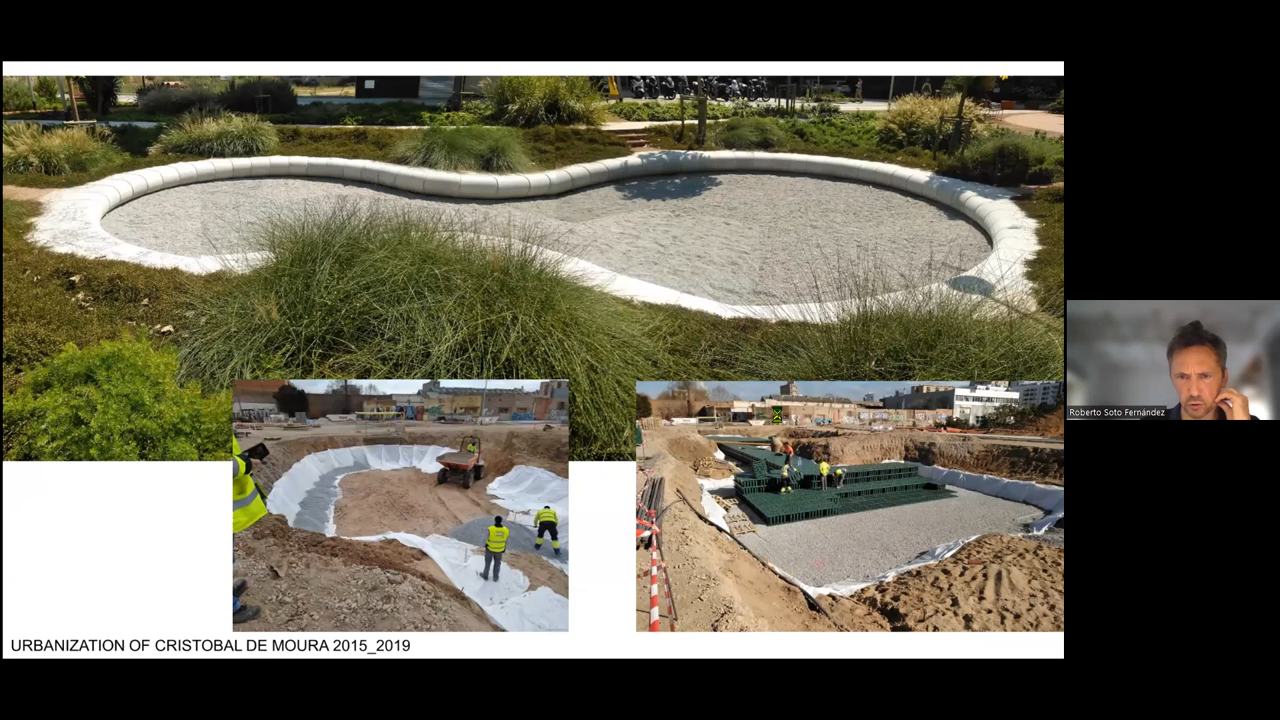 Roberto Soto Fernández
URBANIZATION OF CRISTOBAL DE MOURA 2015_2019